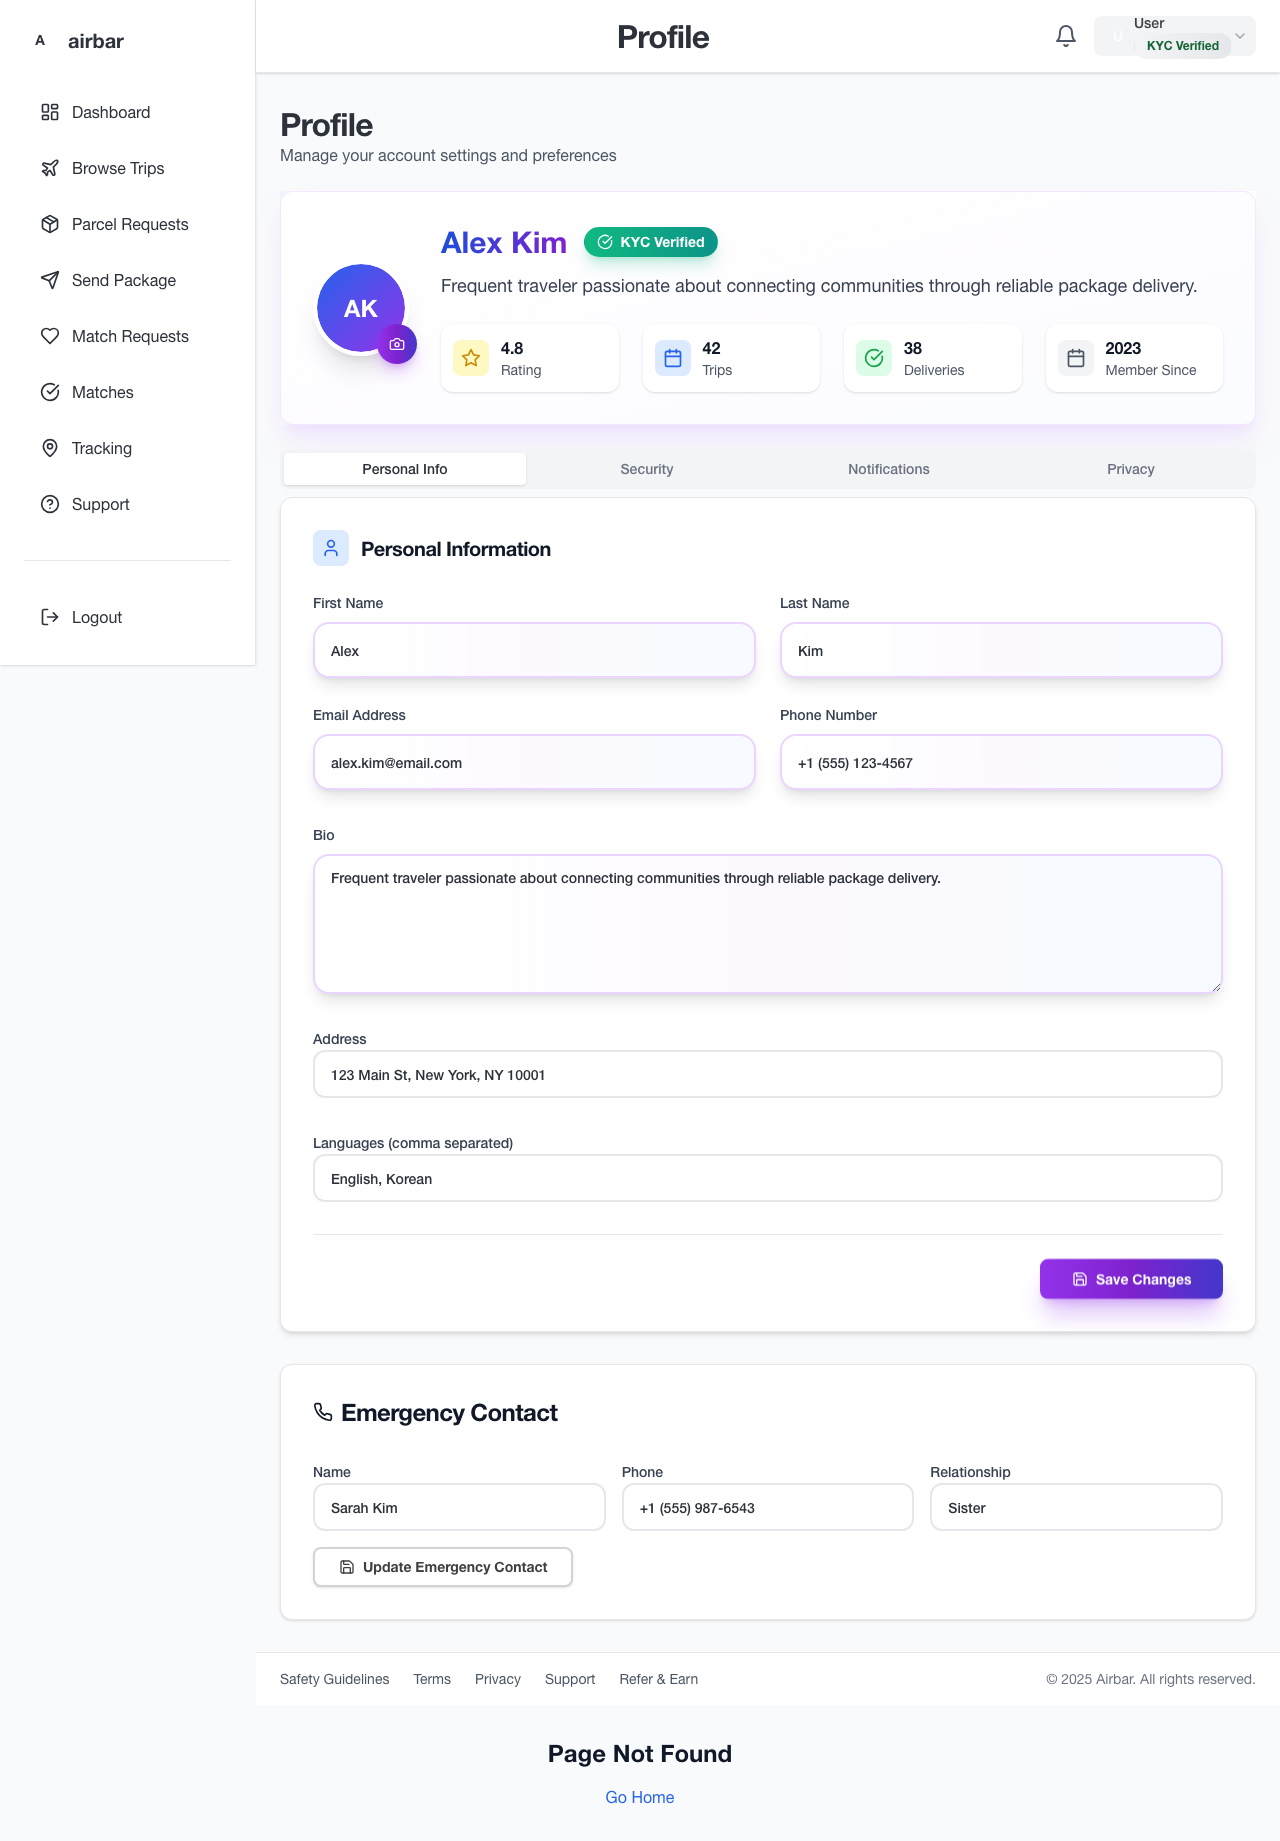 A airbar
Profile
U
User
KYC Verified
Dashboard
Browse Trips
Parcel Requests
Send Package
Match Requests
Matches
Tracking
Support
Logout
Profile
Manage your account settings and preferences
AK
Alex Kim
KYC Verified
Frequent traveler passionate about connecting communities through reliable package delivery.
4.8
Rating
42
Trips
38
Deliveries
2023
Member Since
Personal Info
Security
Notifications
Privacy
Personal Information
First Name
Alex
Last Name
Kim
Email Address
alex.kim@email.com
Phone Number
+1 (555) 123-4567
Bio
Frequent traveler passionate about connecting communities through reliable package delivery.
Address
123 Main St, New York, NY 10001
Languages (comma separated)
English, Korean
Save Changes
Emergency Contact
Name
Sarah Kim
Phone
+1 (555) 987-6543
Relationship
Sister
Update Emergency Contact
Safety Guidelines
Terms
Privacy
Support
Refer & Earn
© 2025 Airbar. All rights reserved.
Page Not Found
Go Home